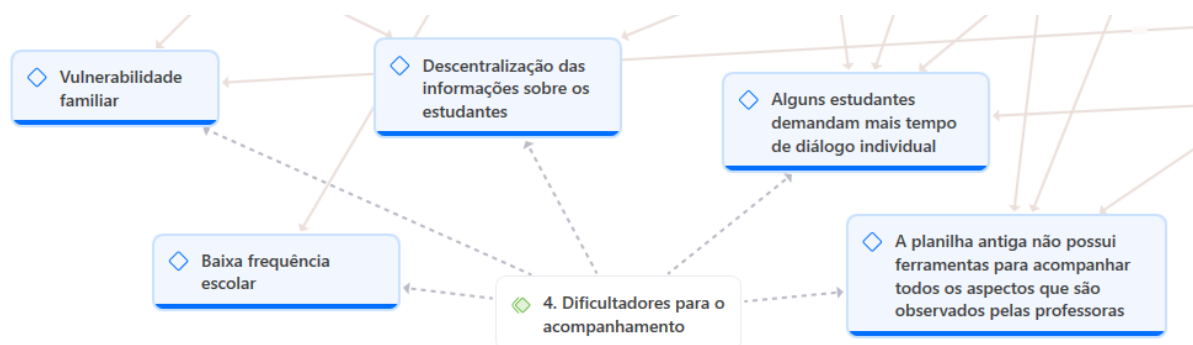 Vulnerabilidade
familiar
Descentralização das
informações sobre os
estudantes
Alguns estudantes
demandam mais tempo
de diálogo individual
Baixa frequência
escolar
4. Dificultadores para o
acompanhamento
A planilha antiga não possui
ferramentas para acompanhar
todos os aspectos que são
observados pelas professoras